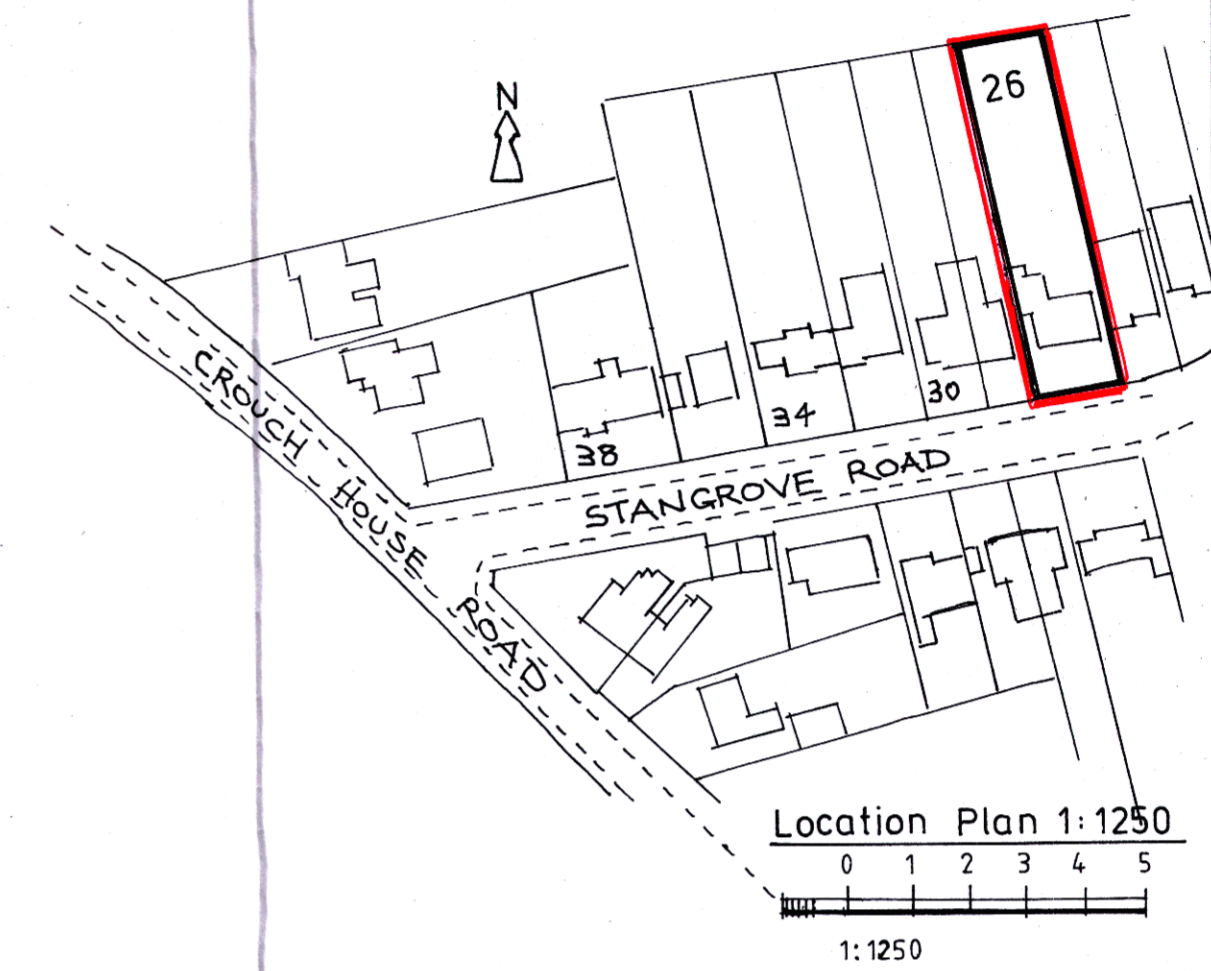 26
N
30
34
38
CROUCH HOUSE ROAD
STANGROVE ROAD
Location Plan 1:1250
0 1 2 3 4 5
1:1250